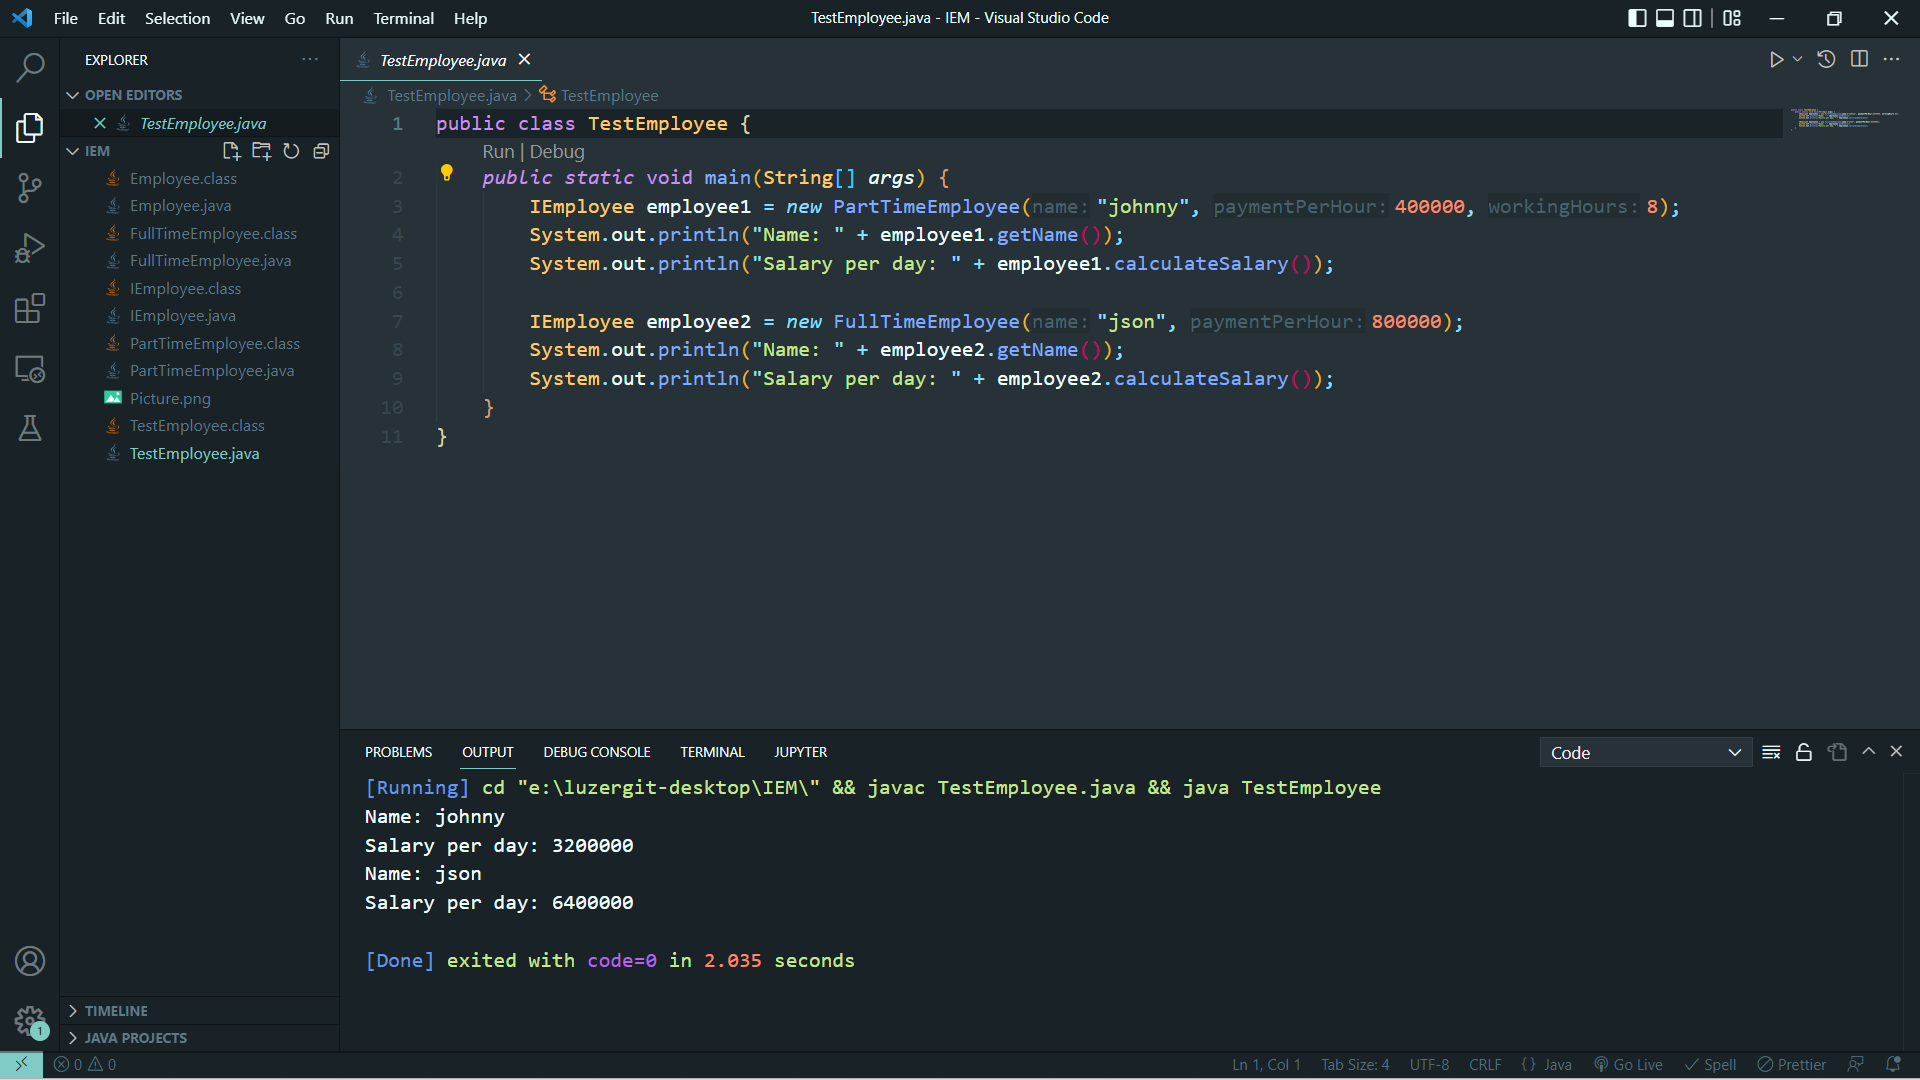 File Edit Selection View Go Run Terminal Help
TestEmployee.java - IEM - Visual Studio Code
EXPLORER
OPEN EDITORS
TestEmployee.java
IEM
Employee.class
Employee.java
FullTimeEmployee.class
FullTimeEmployee.java
IEmployee.class
IEmployee.java
PartTimeEmployee.class
PartTimeEmployee.java
Picture.png
TestEmployee.class
TestEmployee.java
TIMELINE
JAVA PROJECTS
TestEmployee.java
TestEmployee.java > TestEmployee
1 public class TestEmployee {
Run | Debug
2 public static void main(String[] args) {
3 IEmployee employee1 = new PartTimeEmployee(name: "johnny", paymentPerHour: 400000, workingHours: 8);
4 System.out.println("Name: " + employee1.getName());
5 System.out.println("Salary per day: " + employee1.calculateSalary());
6
7 IEmployee employee2 = new FullTimeEmployee(name: "json", paymentPerHour: 800000);
8 System.out.println("Name: " + employee2.getName());
9 System.out.println("Salary per day: " + employee2.calculateSalary());
10 }
11 }
PROBLEMS OUTPUT DEBUG CONSOLE TERMINAL JUPYTER
Code
[Running] cd "e:\luzergit-desktop\IEM\" && javac TestEmployee.java && java TestEmployee
Name: johnny
Salary per day: 3200000
Name: json
Salary per day: 6400000
[Done] exited with code=0 in 2.035 seconds
1
0 0
Ln 1, Col 1 Tab Size: 4 UTF-8 CRLF {} Java Go Live Spell Prettier